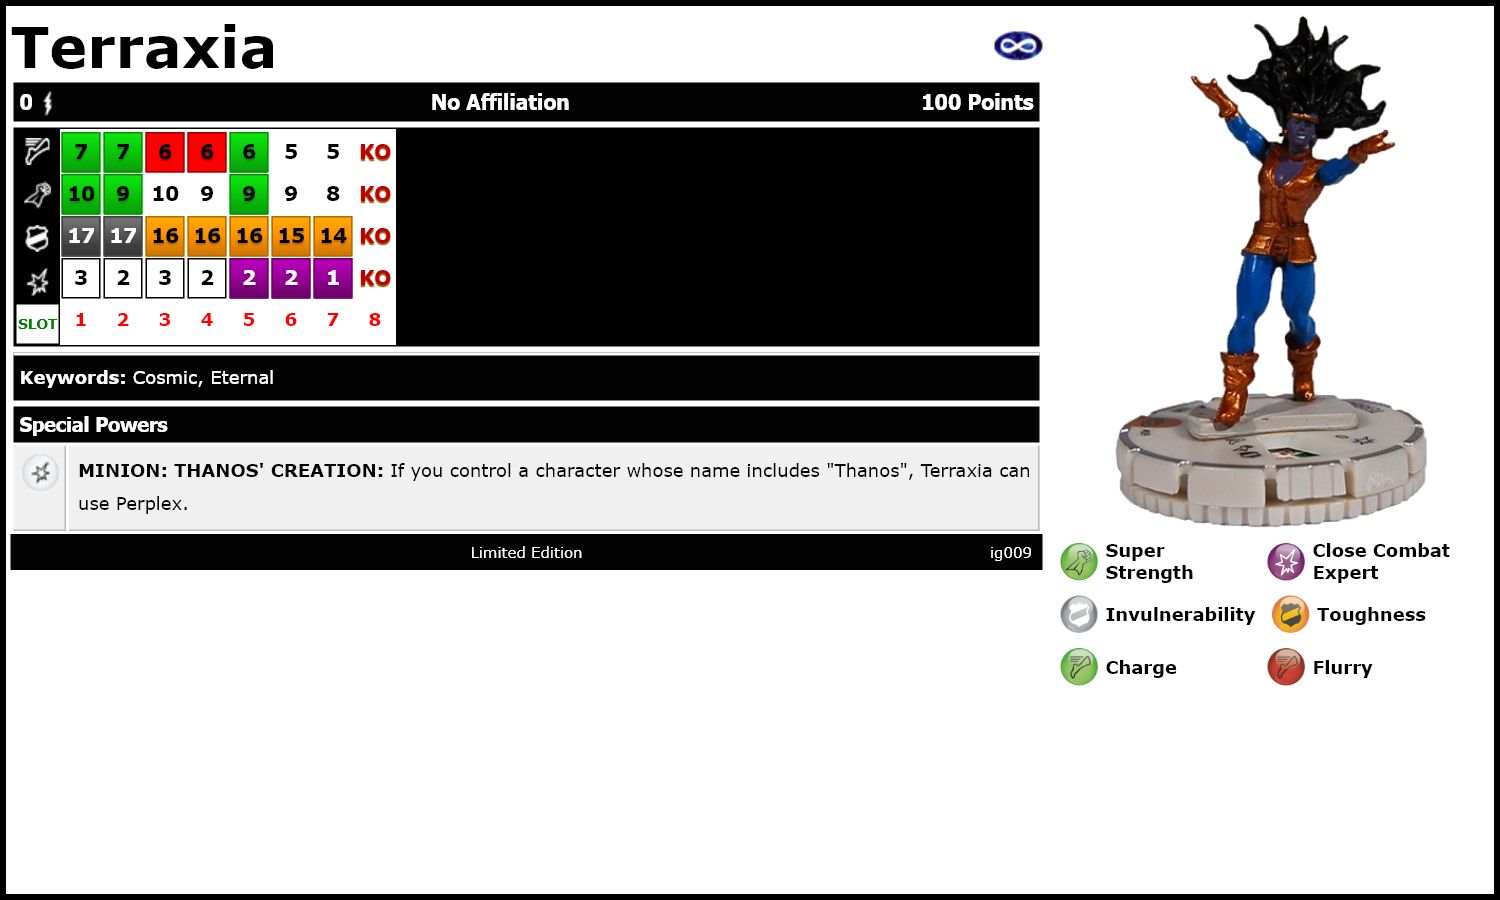 Terraxia
0 No Affiliation 100 Points
7 7 6 6 6 5 5 KO
10 9 10 9 9 9 8 KO
17 17 16 16 16 15 14 KO
3 2 3 2 2 2 1 KO
SLOT 1 2 3 4 5 6 7 8
Keywords: Cosmic, Eternal
Special Powers
MINION: THANOS' CREATION: If you control a character whose name includes "Thanos", Terraxia can
use Perplex.
Limited Edition ig009
Super
Strength
Close Combat
Expert
Invulnerability
Toughness
Charge
Flurry